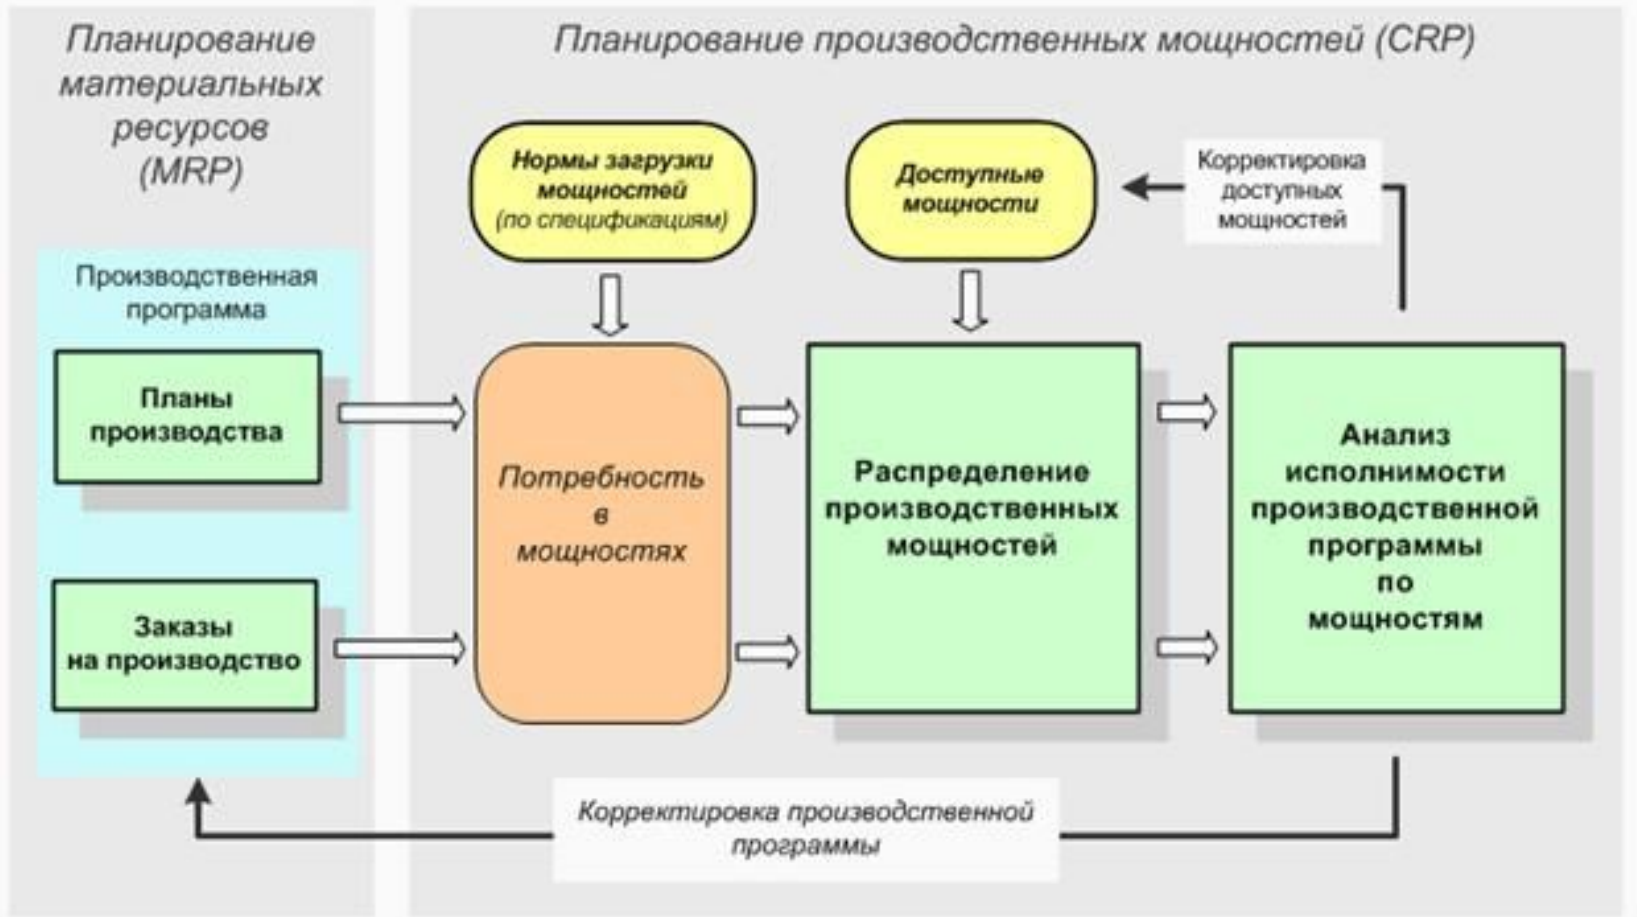 Планирование
материальных
ресурсов
(MRP)
Планирование производственных мощностей (CRP)
Нормы загрузки
мощностей
(по спецификациям)
Доступные
мощности
Корректировка
доступных
мощностей
Производственная
программа
Планы
производства
Заказы
на производство
Потребность
в
мощностях
Распределение
производственных
мощностей
Анализ
исполнимости
производственной
программы
по
мощностям
Корректировка производственной
программы